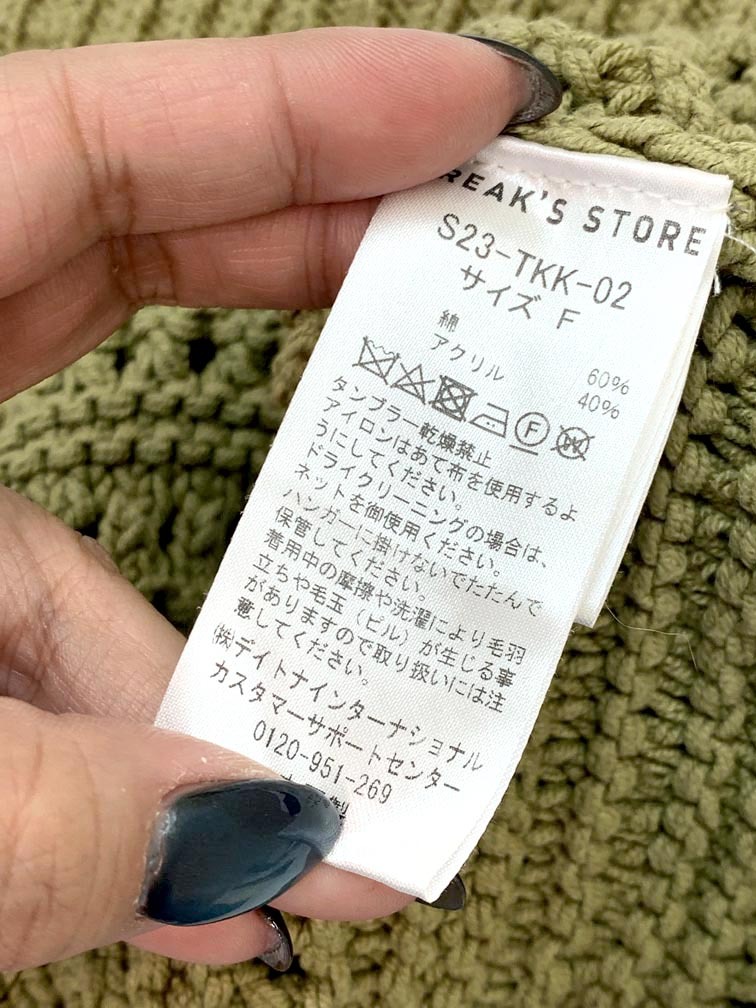 REAK'S STORE
S23-TKK-02
サイズ F
綿 60%
アクリル 40%
F
W
タンブラー乾燥禁止
アイロンはあて布を使用するよ
うにしてください。
ドライクリーニングの場合は、
ネットを御使用ください。
ハンガーに掛けないでたたんで
保管してください。
着用中の摩擦や洗濯により毛羽
立ちや毛玉（ピル）が生じる事
がありますので取り扱いには注
意してください。
(株)デイトナインターナショナル
カスタマーサポートセンター
0120-951-269